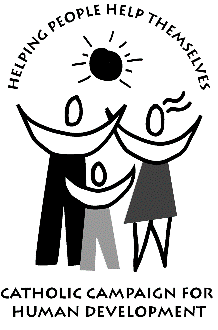 HELPING PEOPLE HELP THEMSELVES
CATHOLIC CAMPAIGN FOR
HUMAN DEVELOPMENT